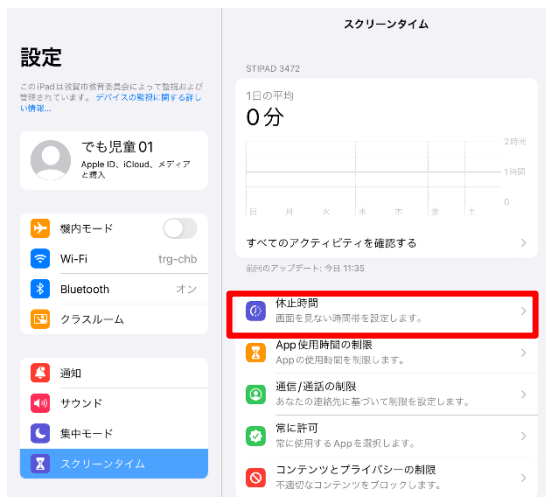 設定
このiPadは敦賀市教育委員会によって監視および
管理されています。デバイスの監視に関する詳し
い情報...
でも児童01
Apple ID、iCloud、メディア
と購入
機内モード
Wi-Fi trg-chb
Bluetooth オン
クラスルーム
通知
サウンド
集中モード
スクリーンタイム
スクリーンタイム
STIPAD 3472
1日の平均
0分
2時間
1時間
0
日 月 火 水 木 金 土
すべてのアクティビティを確認する
前回のアップデート: 今日 11:35
休止時間
画面を見ない時間帯を設定します。
App使用時間の制限
Appの使用時間を制限します。
通信/通話の制限
あなたの連絡先に基づいて制限を設定します。
常に許可
常に使用するAppを選択します。
コンテンツとプライバシーの制限
不適切なコンテンツをブロックします。